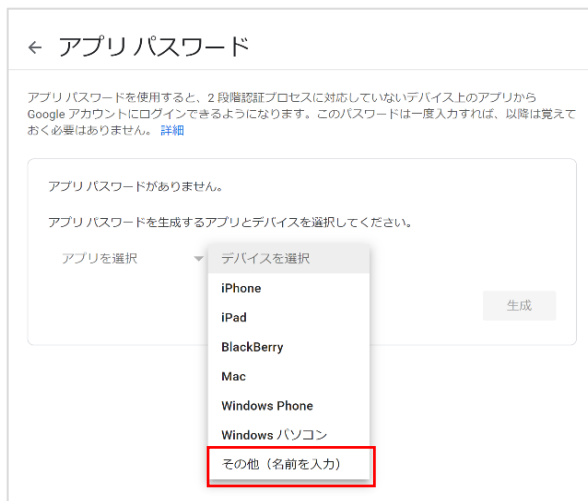 ← アプリ パスワード
アプリ パスワードを使用すると、2 段階認証プロセスに対応していないデバイス上のアプリから
Google アカウントにログインできるようになります。このパスワードは一度入力すれば、以降は覚えて
おく必要はありません。 詳細
アプリ パスワードがありません。
アプリ パスワードを生成するアプリとデバイスを選択してください。
アプリを選択 デバイスを選択
iPhone
iPad
BlackBerry
Mac
Windows Phone
Windows パソコン
その他（名前を入力）
生成